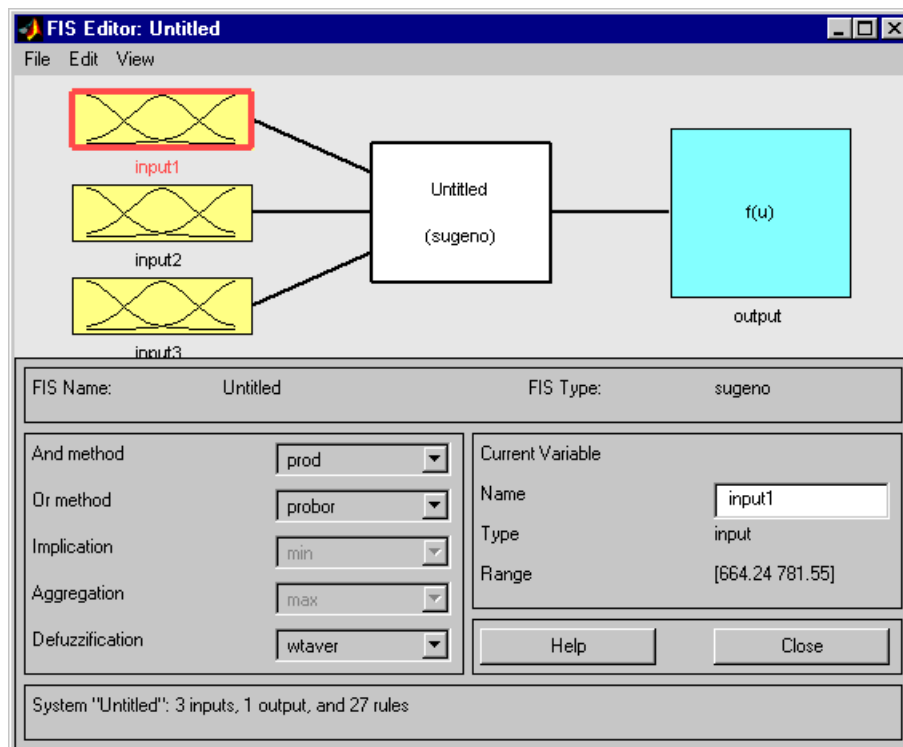 FIS Editor: Untitled
File Edit View
input1
input2
input3
Untitled
(sugeno)
f(u)
output
FIS Name: Untitled FIS Type: sugeno
And method prod
Or method probor
Implication min
Aggregation max
Defuzzification wtaver
Current Variable
Name input1
Type input
Range [664.24 781.55]
Help Close
System "Untitled": 3 inputs, 1 output, and 27 rules